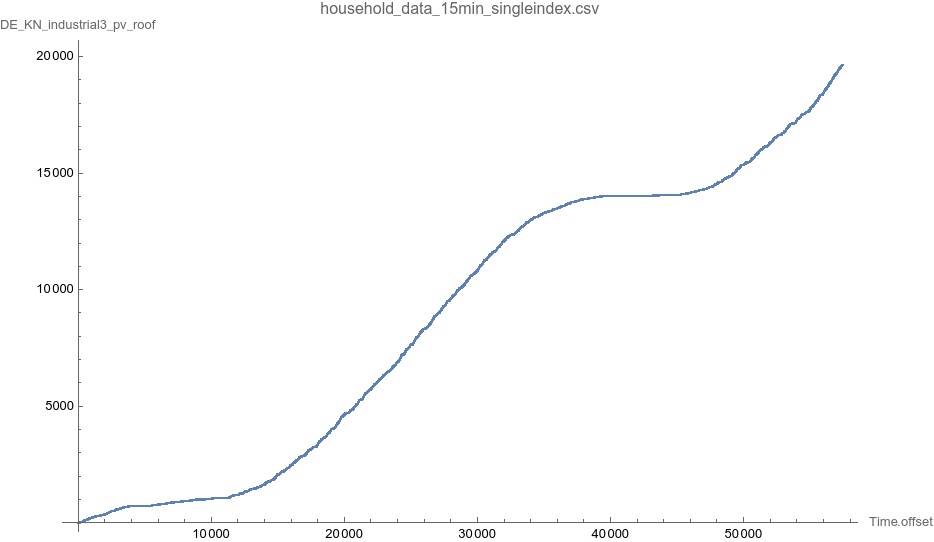 household_data_15min_singleindex.csv
DE_KN_industrial3_pv_roof
20000
15000
10000
5000
10000 20000 30000 40000 50000
Time.offset